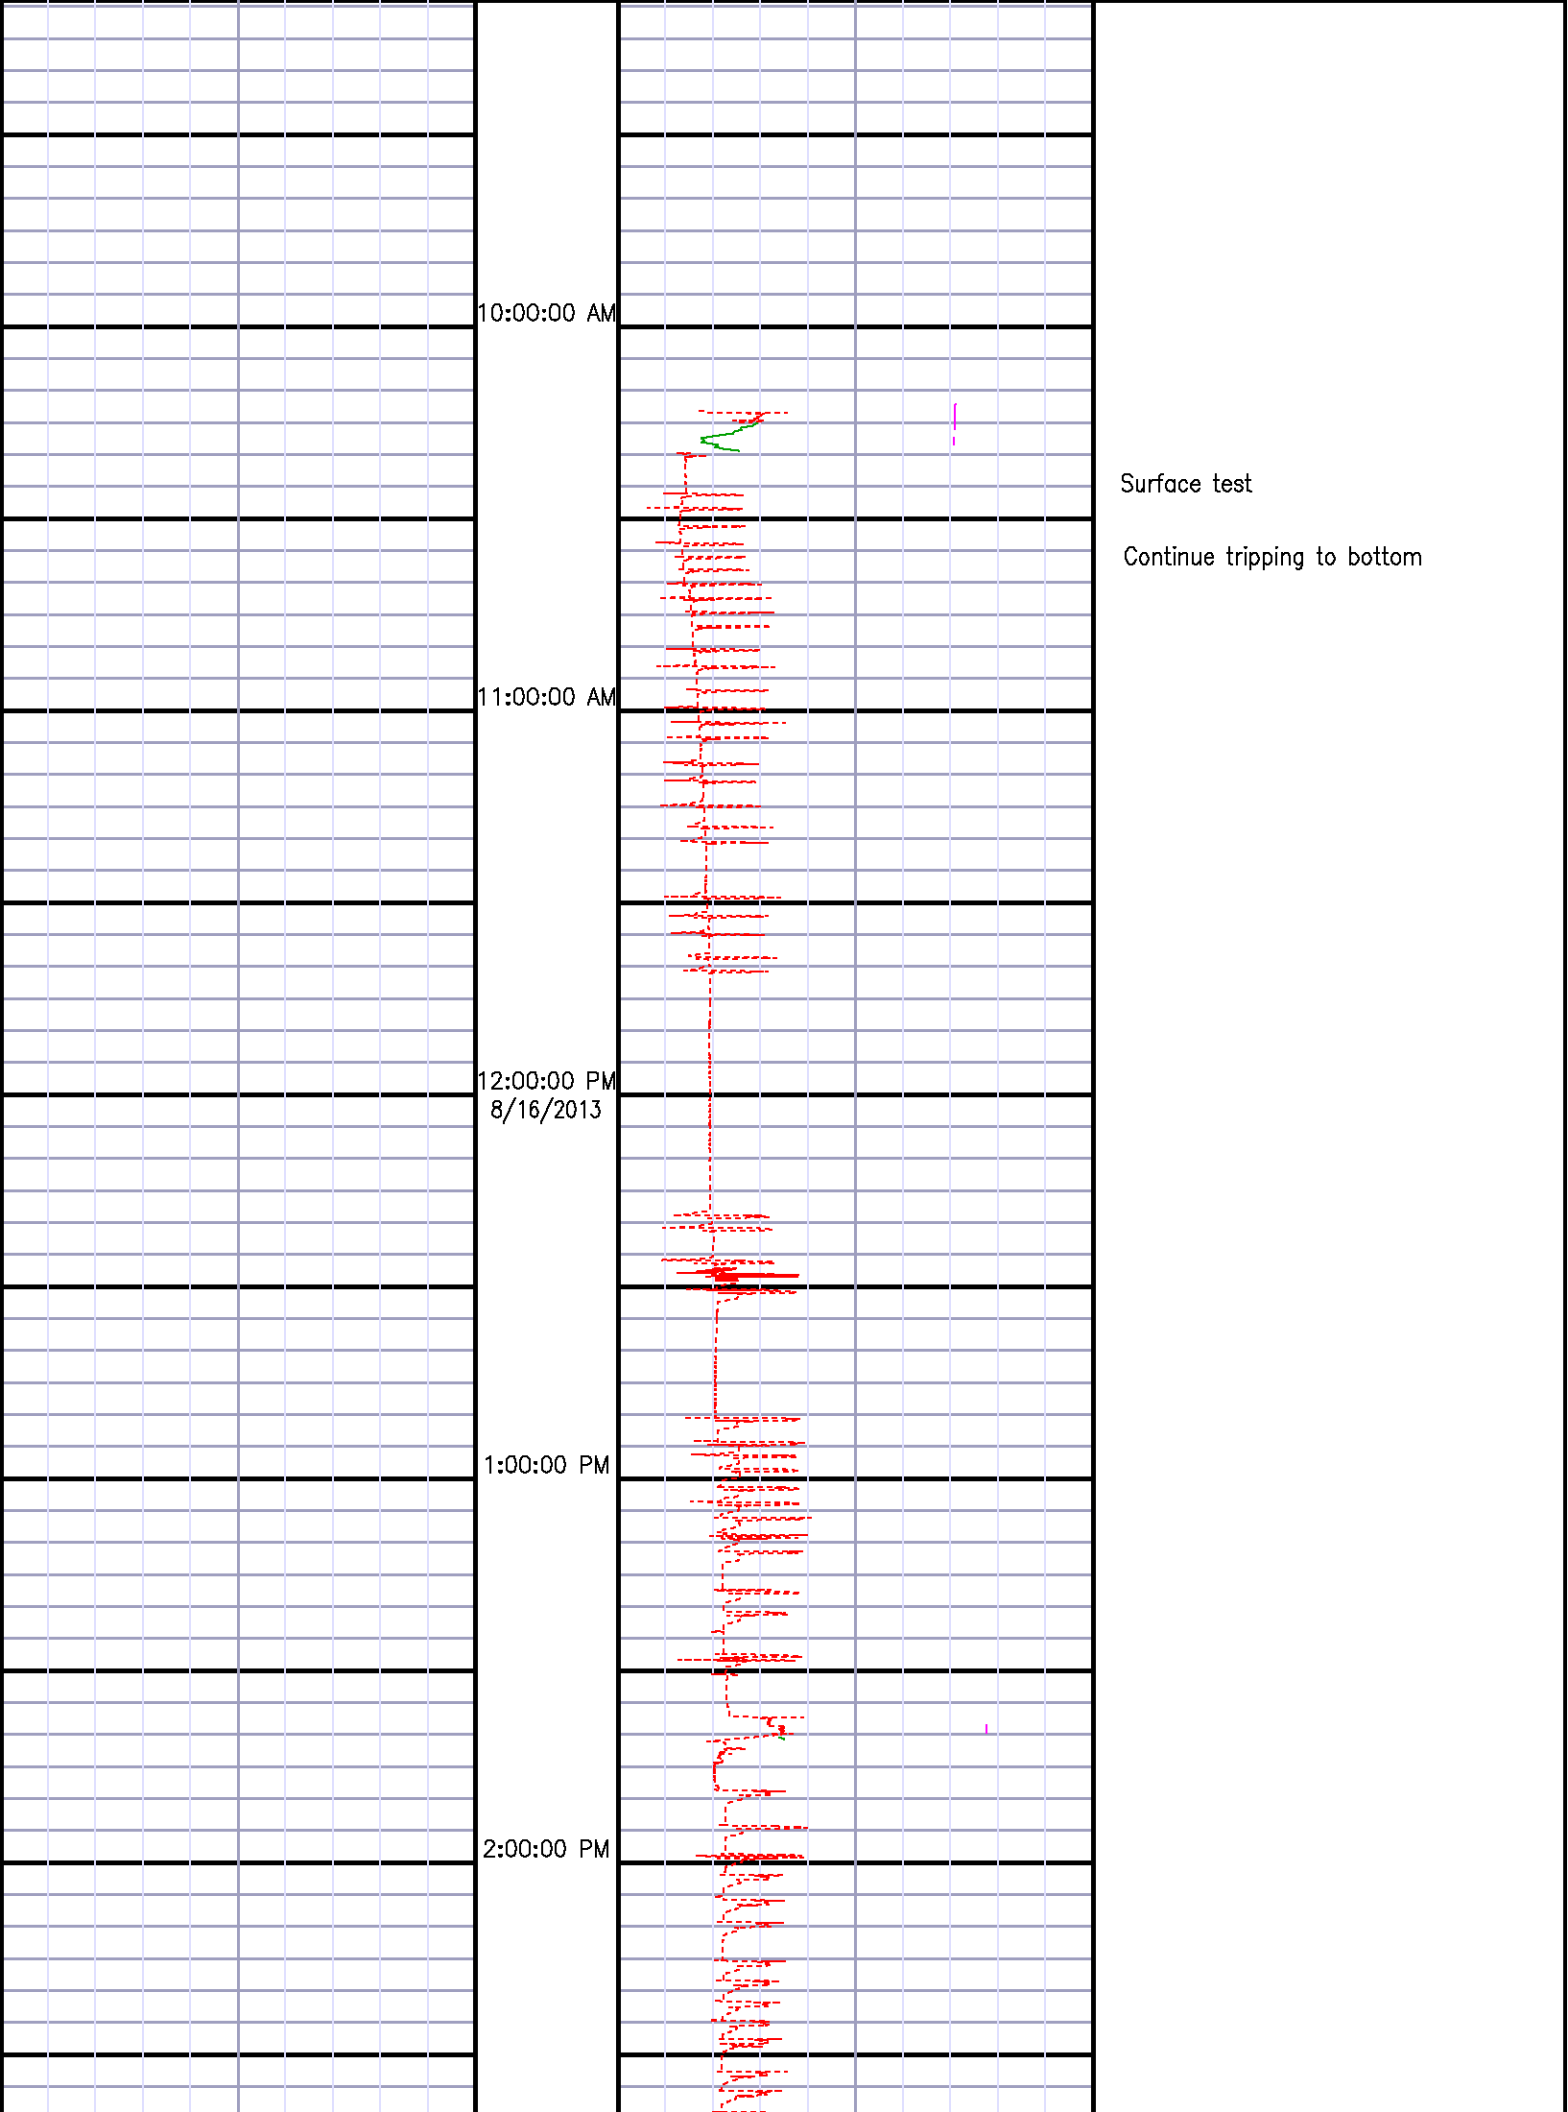 10:00:00 AM
Surface test
Continue tripping to bottom
11:00:00 AM
12:00:00 PM
8/16/2013
1:00:00 PM
2:00:00 PM